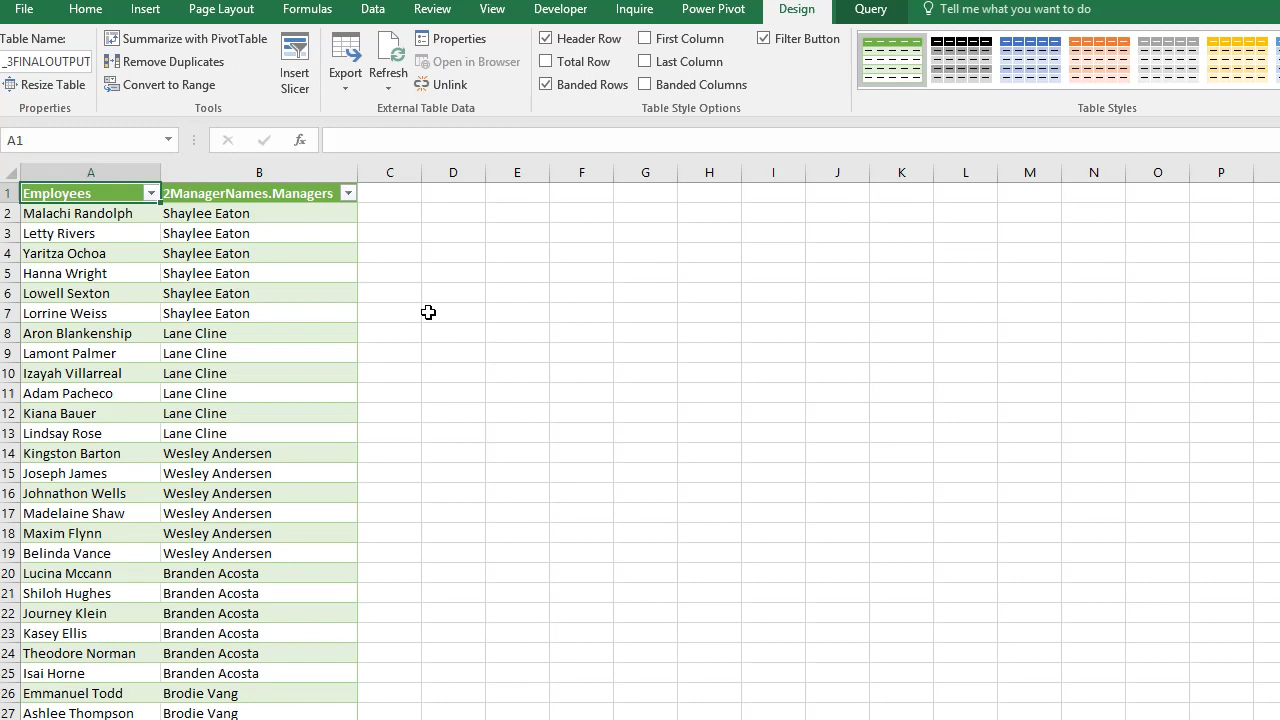 File Home Insert Page Layout Formulas Data Review View Developer Inquire Power Pivot Design Query Tell me what you want to do
Table Name: Summarize with PivotTable Properties Header Row First Column Filter Button
_3FINALOUTPUT Remove Duplicates Insert Slicer Export Refresh Open in Browser Total Row Last Column
Resize Table Convert to Range Unlink Banded Rows Banded Columns
Properties Tools External Table Data Table Style Options Table Styles
A1 fx
A B C D E F G H I J K L M N O P
1 Employees 2ManagerNames.Managers
2 Malachi Randolph Shaylee Eaton
3 Letty Rivers Shaylee Eaton
4 Yaritza Ochoa Shaylee Eaton
5 Hanna Wright Shaylee Eaton
6 Lowell Sexton Shaylee Eaton
7 Lorrine Weiss Shaylee Eaton
8 Aron Blankenship Lane Cline
9 Lamont Palmer Lane Cline
10 Izayah Villarreal Lane Cline
11 Adam Pacheco Lane Cline
12 Kiana Bauer Lane Cline
13 Lindsay Rose Lane Cline
14 Kingston Barton Wesley Andersen
15 Joseph James Wesley Andersen
16 Johnathon Wells Wesley Andersen
17 Madelaine Shaw Wesley Andersen
18 Maxim Flynn Wesley Andersen
19 Belinda Vance Wesley Andersen
20 Lucina Mccann Branden Acosta
21 Shiloh Hughes Branden Acosta
22 Journey Klein Branden Acosta
23 Kasey Ellis Branden Acosta
24 Theodore Norman Branden Acosta
25 Isai Horne Branden Acosta
26 Emmanuel Todd Brodie Vang
27 Ashlee Thompson Brodie Vang